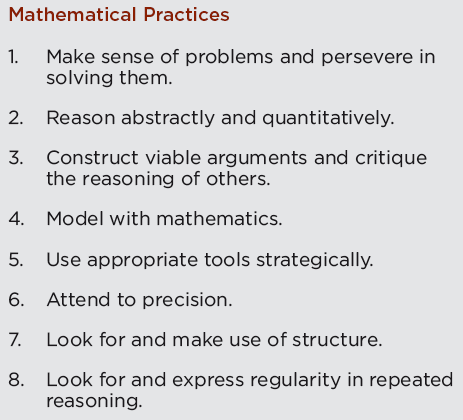 Mathematical Practices
1. Make sense of problems and persevere in
solving them.
2. Reason abstractly and quantitatively.
3. Construct viable arguments and critique
the reasoning of others.
4. Model with mathematics.
5. Use appropriate tools strategically.
6. Attend to precision.
7. Look for and make use of structure.
8. Look for and express regularity in repeated
reasoning.